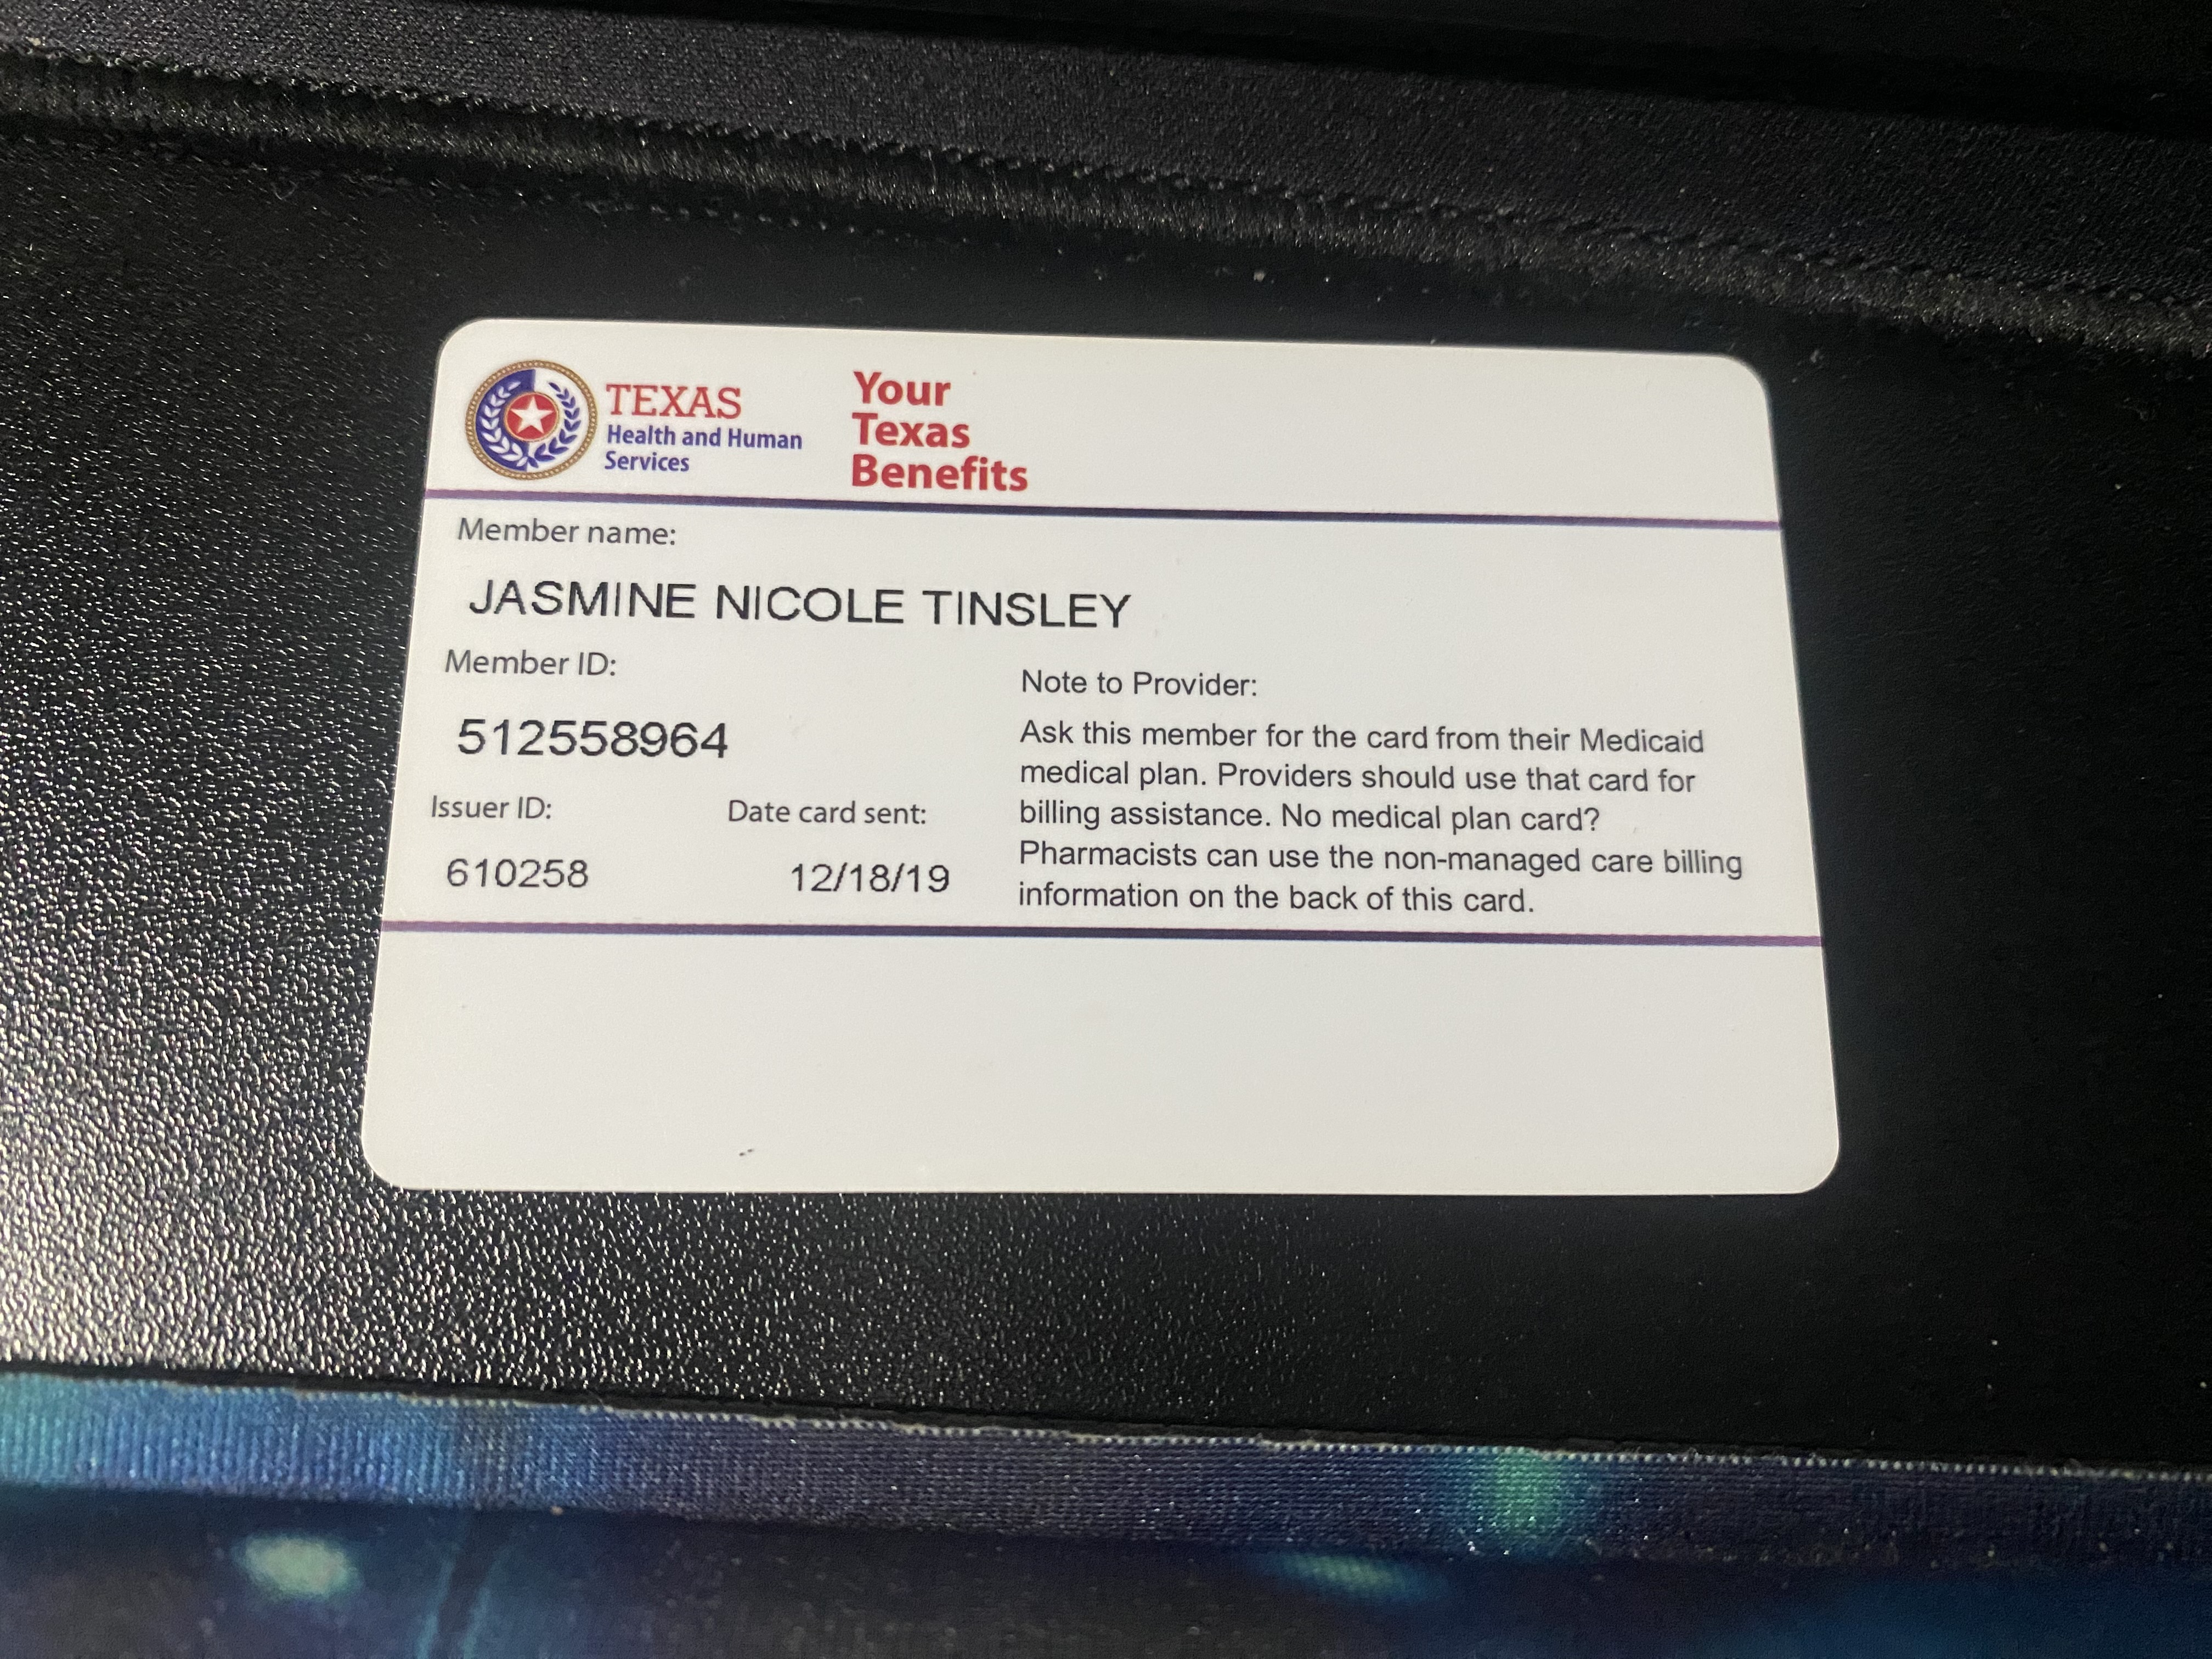 TEXAS
Health and Human
Services
Your
Texas
Benefits
Member name:
JASMINE NICOLE TINSLEY
Member ID:
512558964
Issuer ID:
610258
Date card sent:
12/18/19
Note to Provider:
Ask this member for the card from their Medicaid
medical plan. Providers should use that card for
billing assistance. No medical plan card?
Pharmacists can use the non-managed care billing
information on the back of this card.